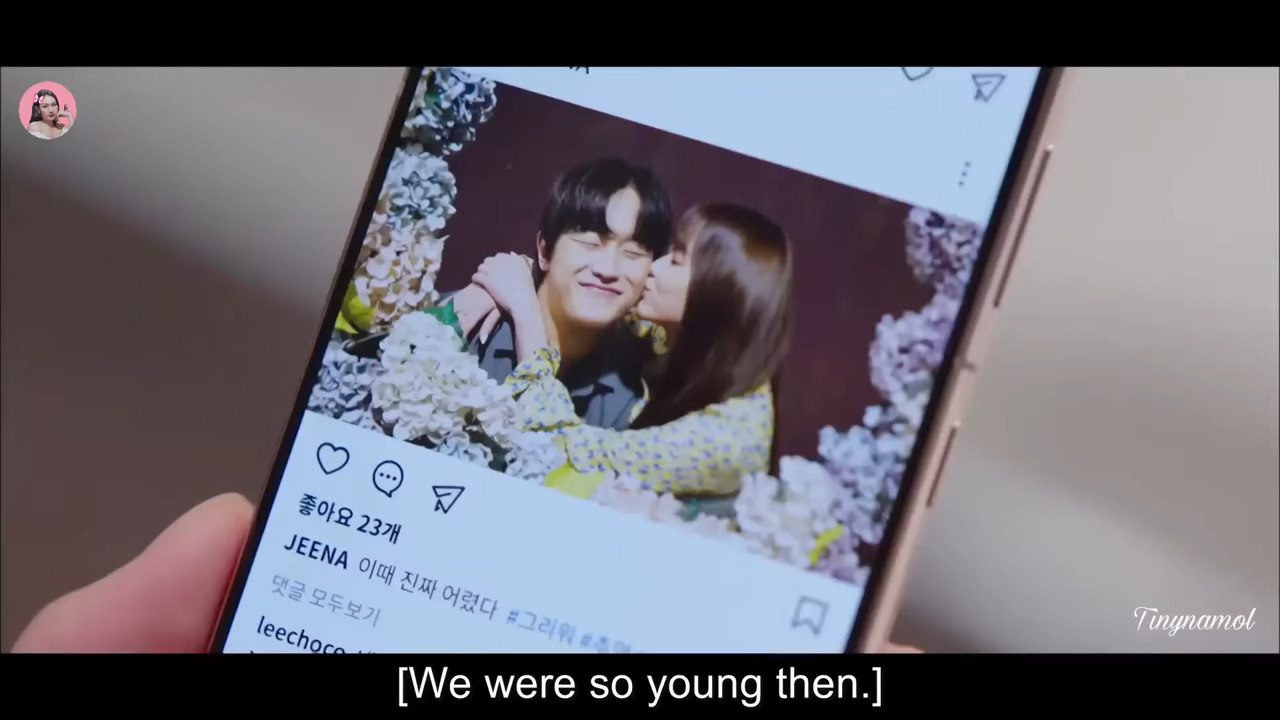 좋아요 23개
JEENA 이때 진짜 어렸다 #그리워
댓글 모두보기
leechoco
Tinynamol
[We were so young then.]